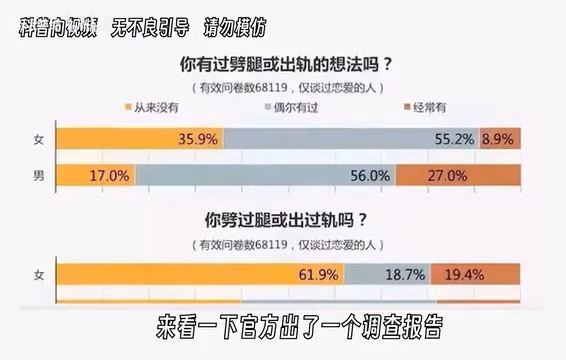 科普向视频 无不良引导 请勿模仿
你有过劈腿或出轨的想法吗？
（有效问卷数68119，仅谈过恋爱的人）
从来没有 偶尔有过 经常有
女 35.9% 55.2% 8.9%
男 17.0% 56.0% 27.0%
你劈过腿或出过轨吗？
（有效问卷数68119，仅谈过恋爱的人）
女 61.9% 18.7% 19.4%
来看一下官方出了一个调查报告